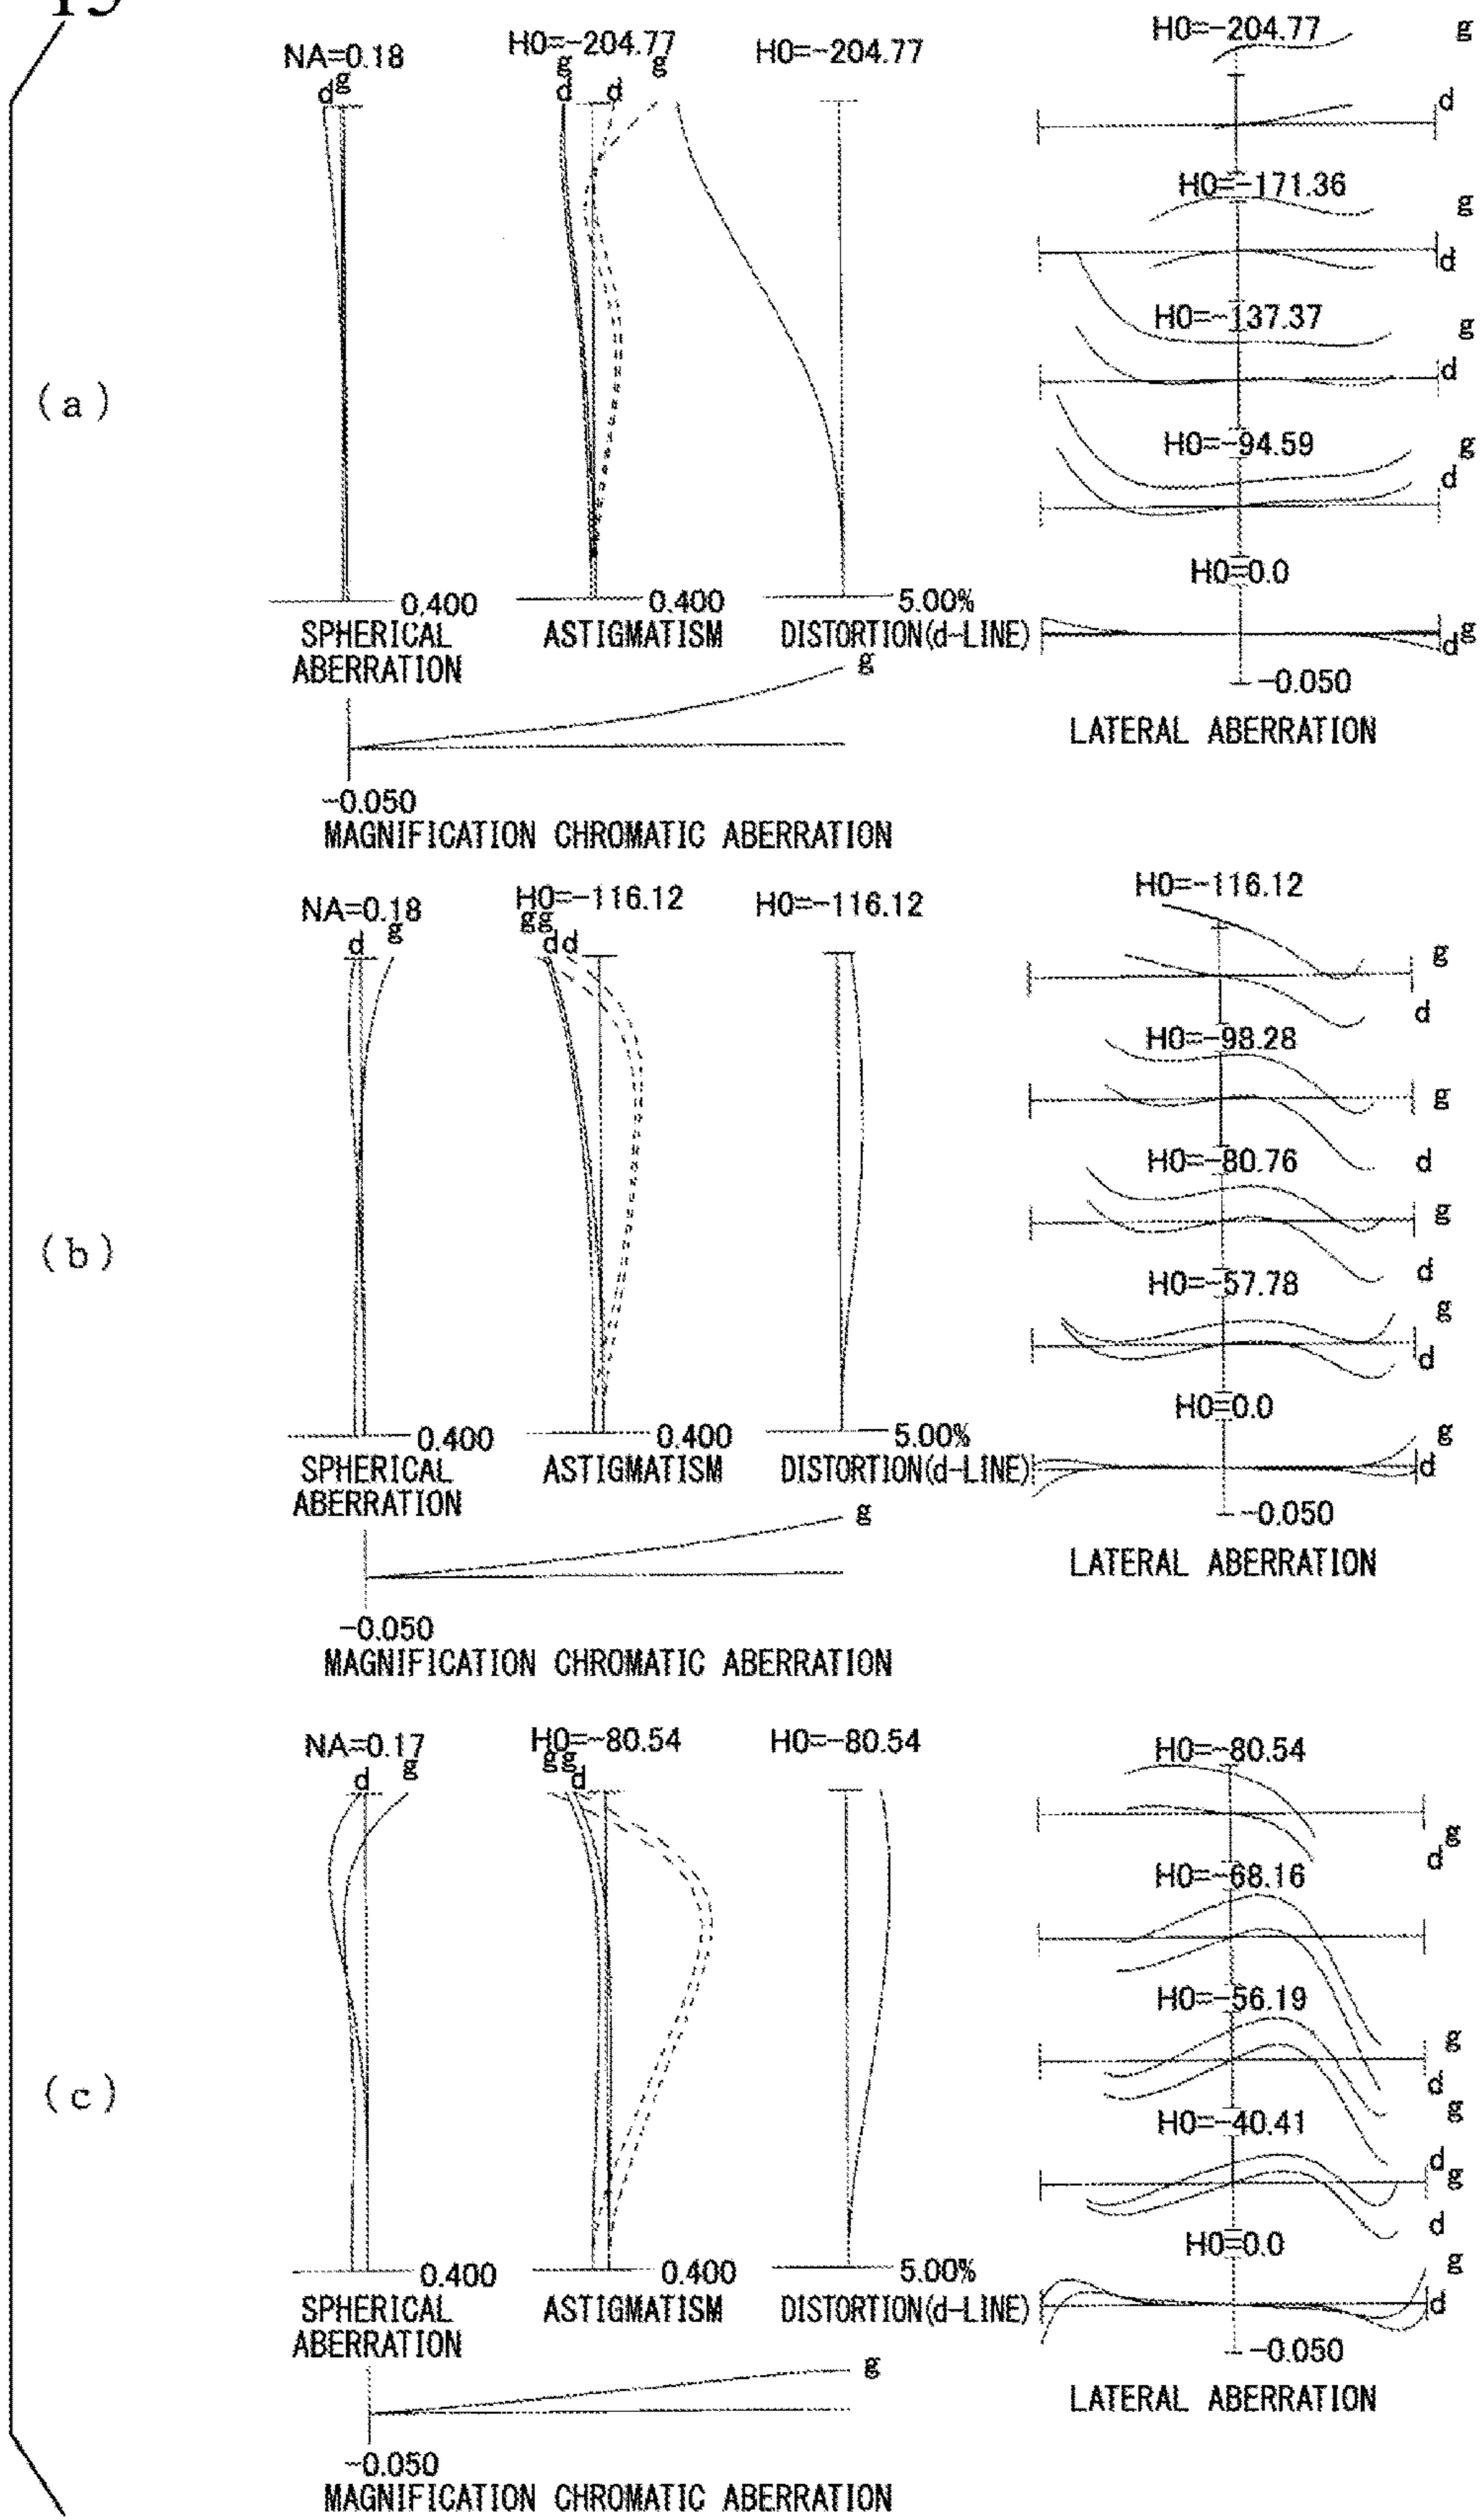 15
(a)
NA=0.18
d g
H0=-204.77
g g
d d
H0=-204.77
0.400
SPHERICAL
ABERRATION
0.400
ASTIGMATISM
5.00%
DISTORTION(d-LINE)
g
-0.050
MAGNIFICATION CHROMATIC ABERRATION
H0=-204.77
g
d
H0=-171.36
g
d
H0=-137.37
g
d
H0=-94.59
g
d
H0=0.0
d g
-0.050
LATERAL ABERRATION
(b)
NA=0.18
d g
H0=-116.12
gg
dd
H0=-116.12
0.400
SPHERICAL
ABERRATION
0.400
ASTIGMATISM
5.00%
DISTORTION(d-LINE)
g
-0.050
MAGNIFICATION CHROMATIC ABERRATION
H0=-116.12
g
d
H0=-98.28
g
d
H0=-80.76
g
d
H0=-57.78
g
d
H0=0.0
g
d
-0.050
LATERAL ABERRATION
(c)
NA=0.17
d g
H0=-80.54
gg
d
H0=-80.54
0.400
SPHERICAL
ABERRATION
0.400
ASTIGMATISM
5.00%
DISTORTION(d-LINE)
g
-0.050
MAGNIFICATION CHROMATIC ABERRATION
H0=-80.54
g
d
H0=-68.16
H0=-56.19
g
d
g
H0=-40.41
d
g
d
H0=0.0
g
d
-0.050
LATERAL ABERRATION